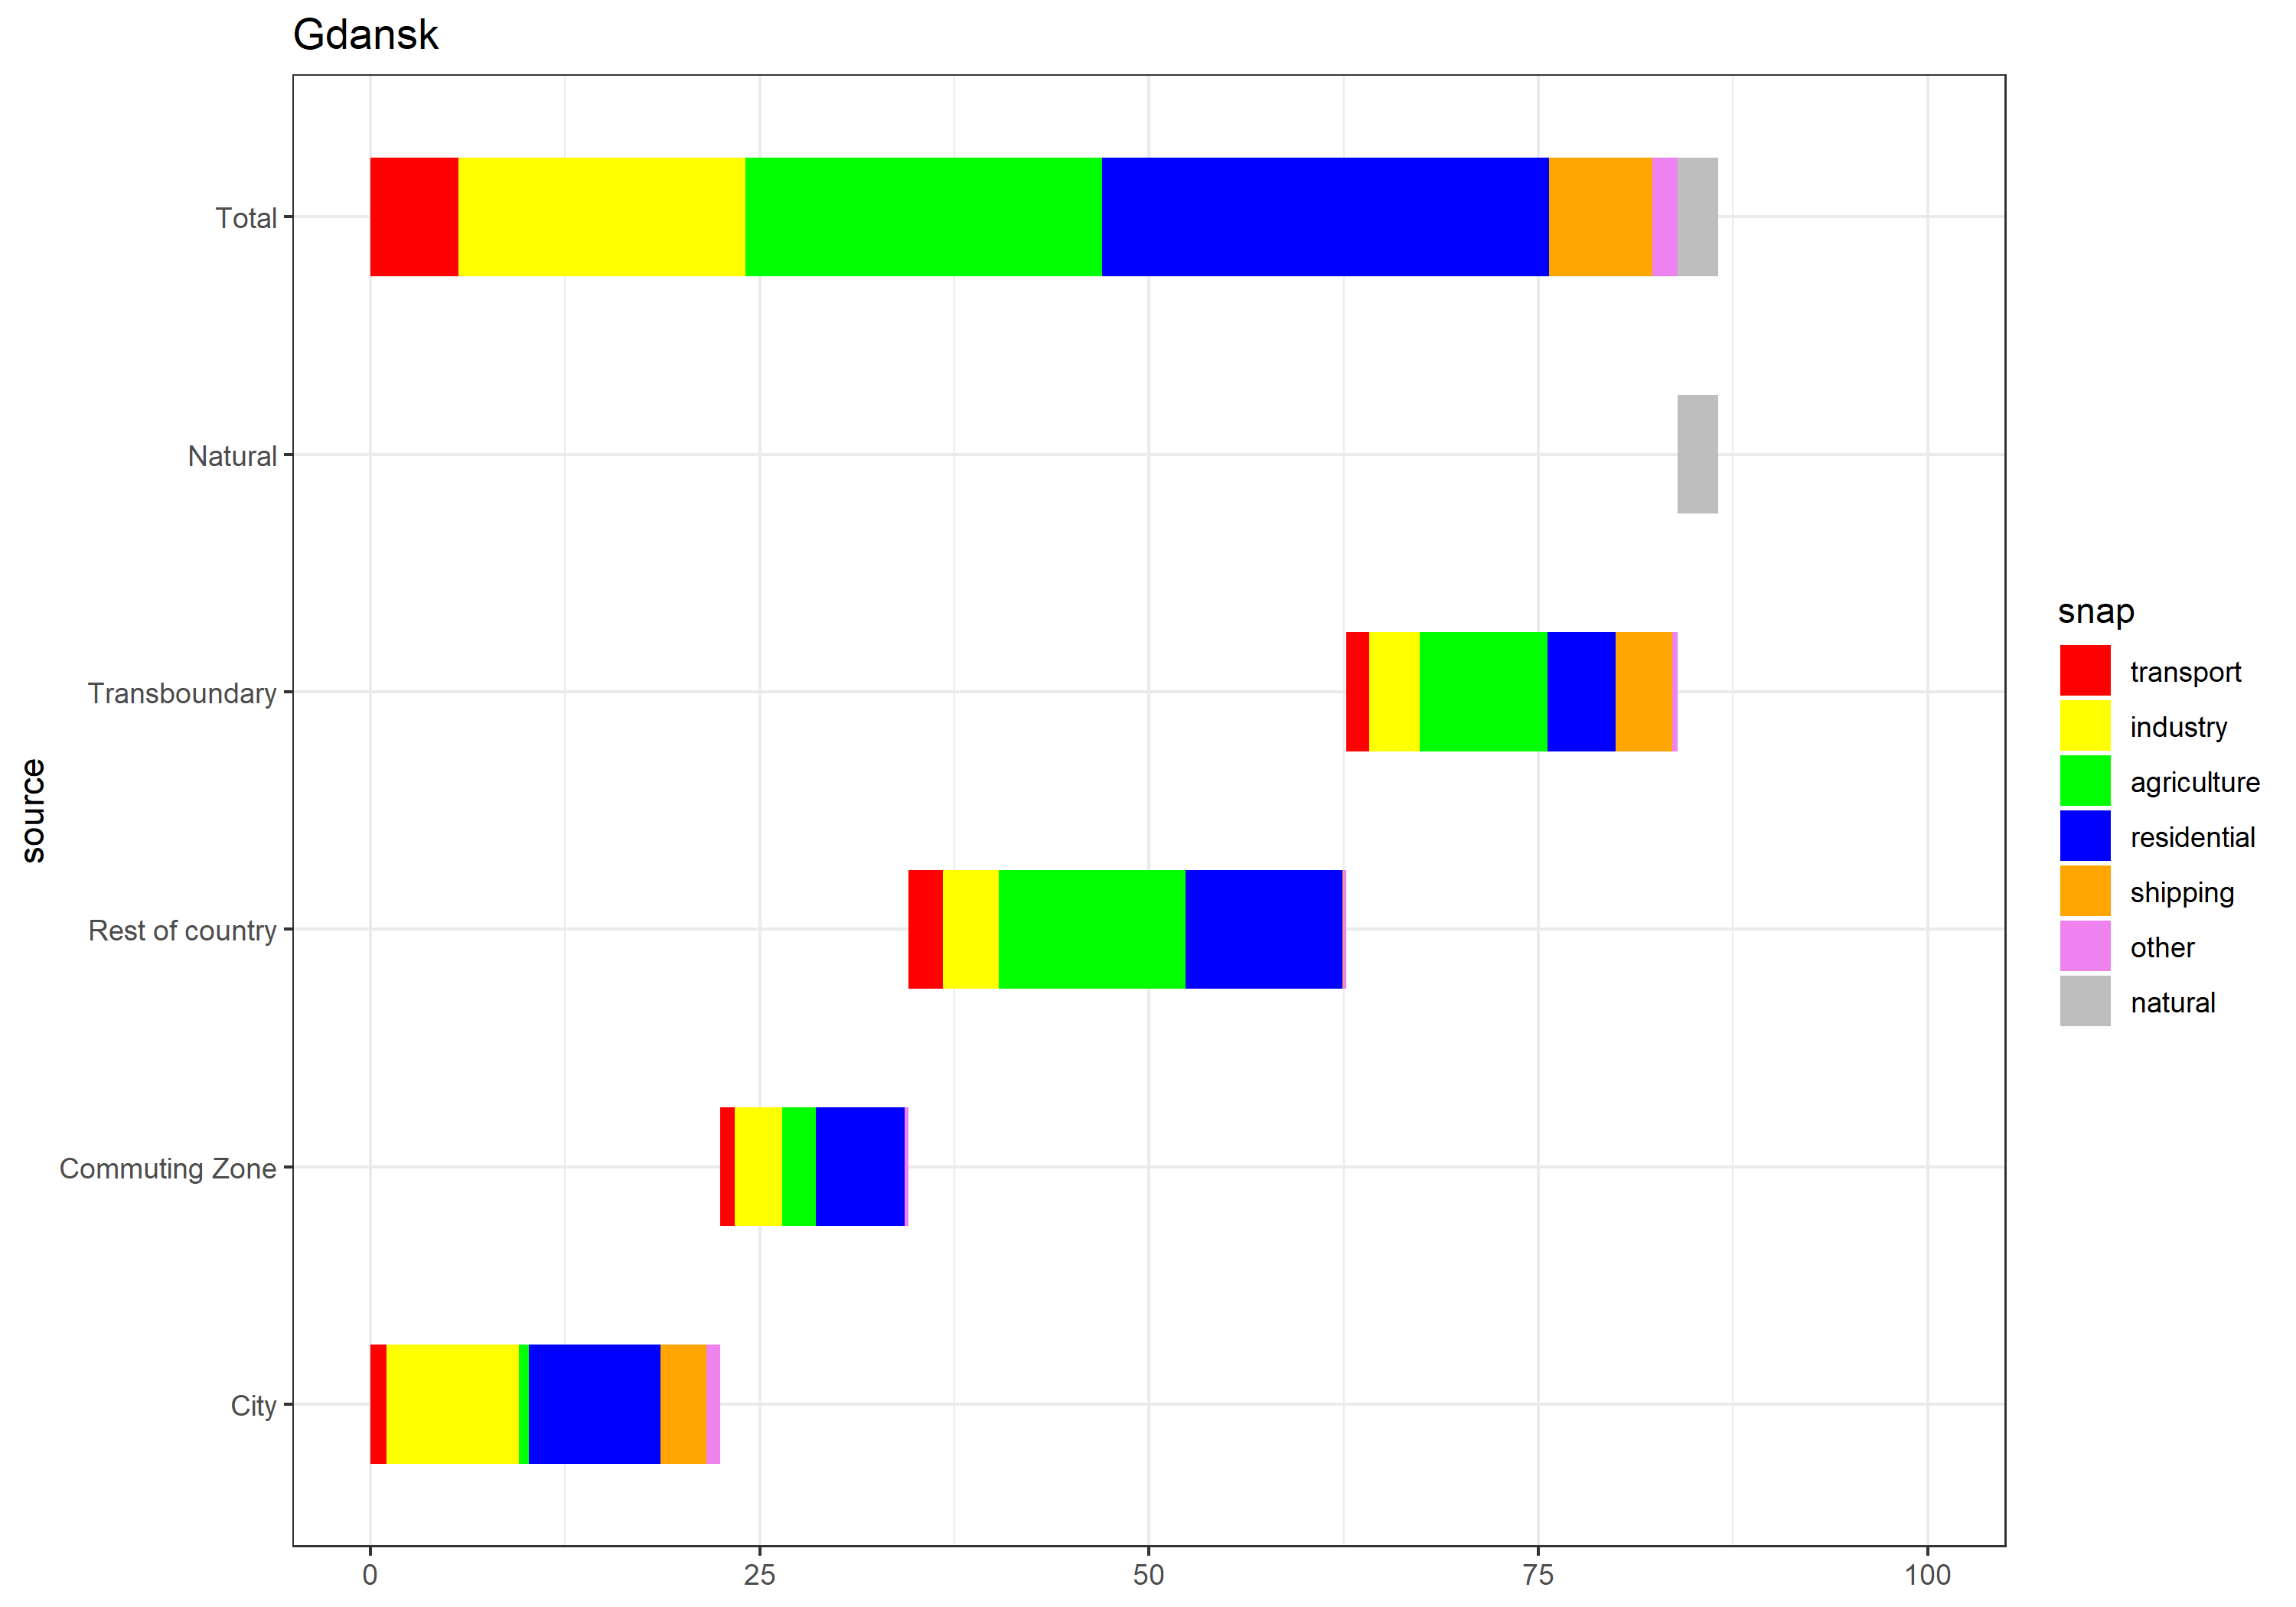 Gdansk
Total
Natural
Transboundary
Rest of country
Commuting Zone
City
source
0 25 50 75 100
snap
transport
industry
agriculture
residential
shipping
other
natural